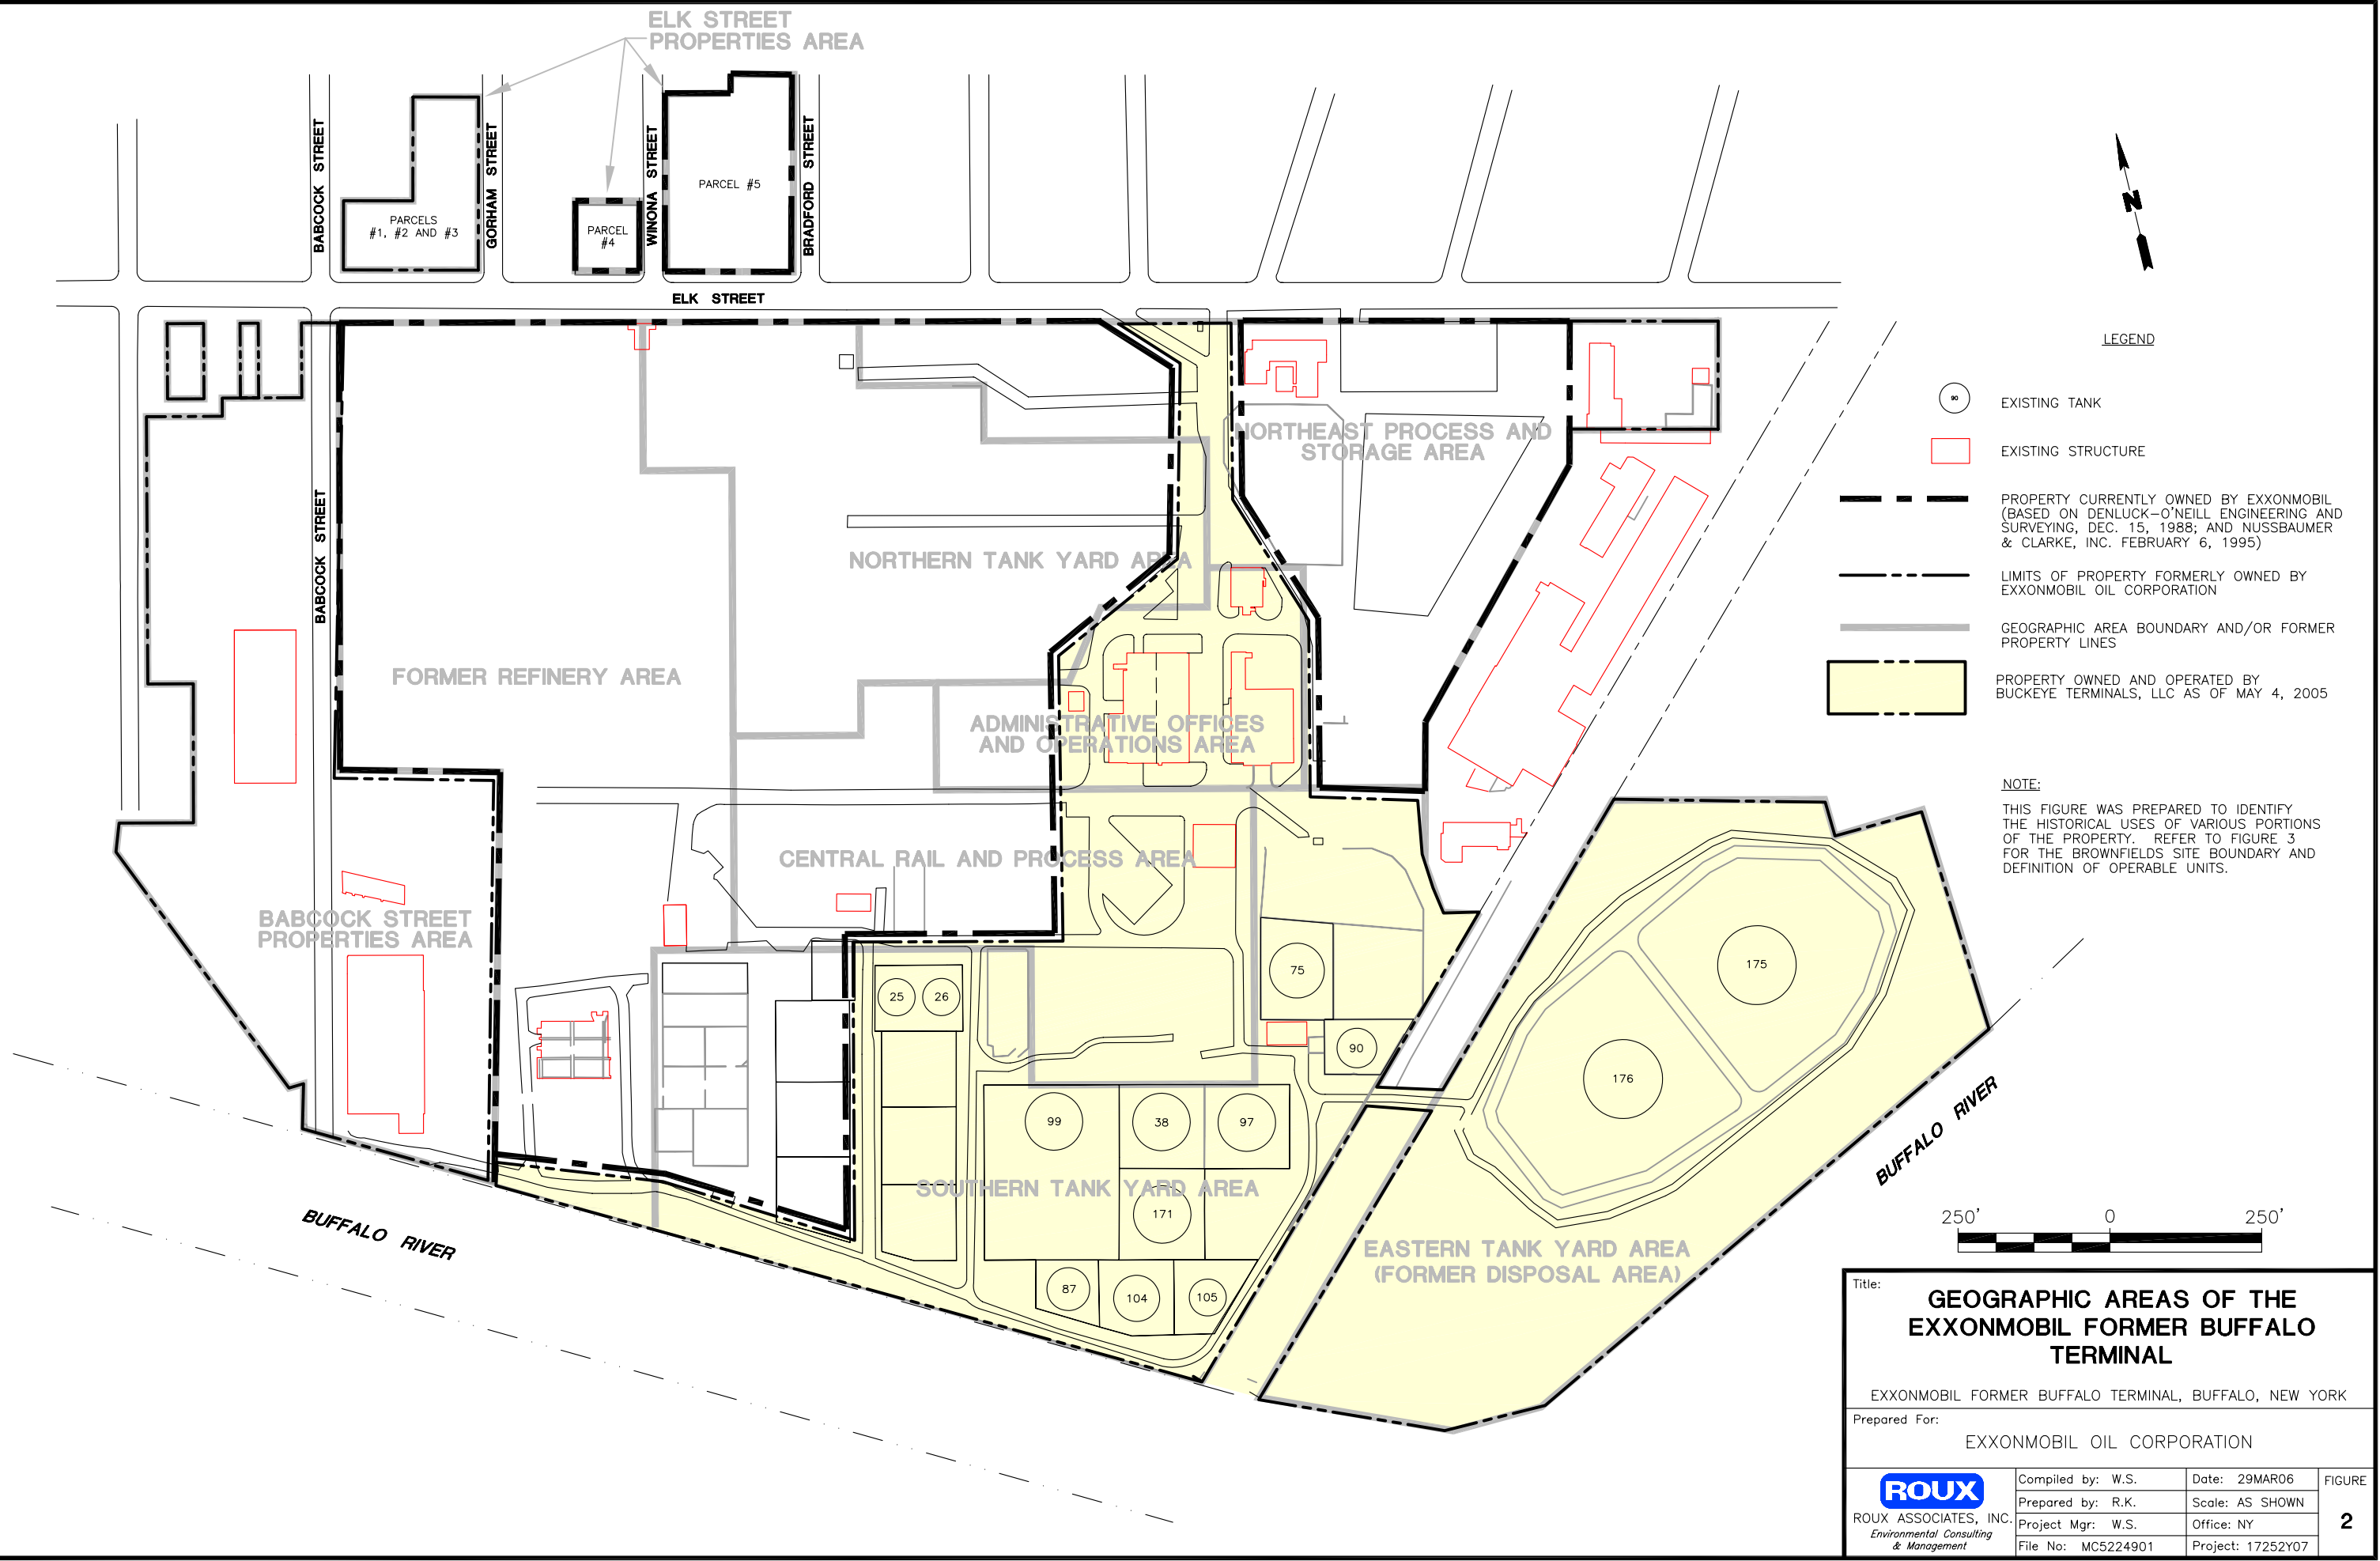 ELK STREET
PROPERTIES AREA
BABCOCK STREET
GORHAM STREET
WINONA STREET
BRADFORD STREET
PARCELS
#1, #2 AND #3
PARCEL
#4
PARCEL #5
ELK STREET
N
BABCOCK STREET
NORTHEAST PROCESS AND
STORAGE AREA
NORTHERN TANK YARD AREA
FORMER REFINERY AREA
ADMINISTRATIVE OFFICES
AND OPERATIONS AREA
CENTRAL RAIL AND PROCESS AREA
BABCOCK STREET
PROPERTIES AREA
25
26
75
90
175
176
99
38
97
171
87
104
105
SOUTHERN TANK YARD AREA
EASTERN TANK YARD AREA
(FORMER DISPOSAL AREA)
BUFFALO RIVER
BUFFALO RIVER
LEGEND
90
EXISTING TANK
EXISTING STRUCTURE
PROPERTY CURRENTLY OWNED BY EXXONMOBIL
(BASED ON DENLUCK-O'NEILL ENGINEERING AND
SURVEYING, DEC. 15, 1988; AND NUSSBAUMER
& CLARKE, INC. FEBRUARY 6, 1995)
LIMITS OF PROPERTY FORMERLY OWNED BY
EXXONMOBIL OIL CORPORATION
GEOGRAPHIC AREA BOUNDARY AND/OR FORMER
PROPERTY LINES
PROPERTY OWNED AND OPERATED BY
BUCKEYE TERMINALS, LLC AS OF MAY 4, 2005
NOTE:
THIS FIGURE WAS PREPARED TO IDENTIFY
THE HISTORICAL USES OF VARIOUS PORTIONS
OF THE PROPERTY. REFER TO FIGURE 3
FOR THE BROWNFIELDS SITE BOUNDARY AND
DEFINITION OF OPERABLE UNITS.
250' 0 250'
Title:
GEOGRAPHIC AREAS OF THE
EXXONMOBIL FORMER BUFFALO
TERMINAL
EXXONMOBIL FORMER BUFFALO TERMINAL, BUFFALO, NEW YORK
Prepared For:
EXXONMOBIL OIL CORPORATION
ROUX
ROUX ASSOCIATES, INC.
Environmental Consulting
& Management
Compiled by: W.S.
Date: 29MAR06
Prepared by: R.K.
Scale: AS SHOWN
Project Mgr: W.S.
Office: NY
File No: MC5224901
Project: 17252Y07
FIGURE
2